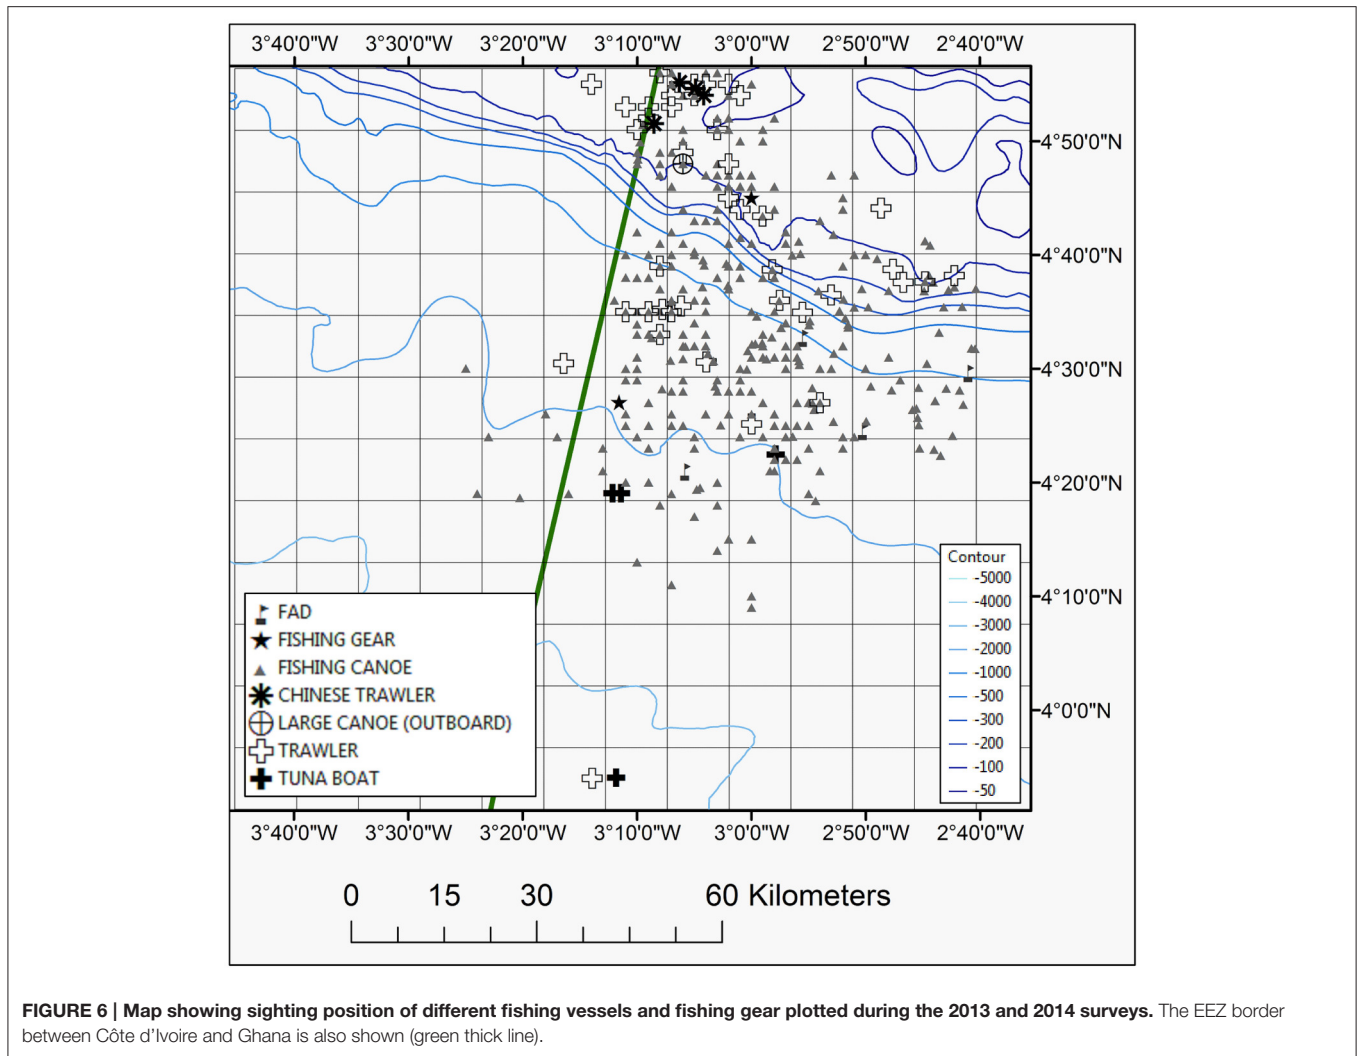 3°40'0"W 3°30'0"W 3°20'0"W 3°10'0"W 3°0'0"W 2°50'0"W 2°40'0"W
4°50'0"N
4°40'0"N
4°30'0"N
4°20'0"N
4°10'0"N
4°0'0"N
Contour
-5000
-4000
-3000
-2000
-1000
-500
-300
-200
-100
-50
FAD
FISHING GEAR
FISHING CANOE
CHINESE TRAWLER
LARGE CANOE (OUTBOARD)
TRAWLER
TUNA BOAT
3°40'0"W 3°30'0"W 3°20'0"W 3°10'0"W 3°0'0"W 2°50'0"W 2°40'0"W
0 15 30 60 Kilometers
FIGURE 6 | Map showing sighting position of different fishing vessels and fishing gear plotted during the 2013 and 2014 surveys. The EEZ border
between Côte d'Ivoire and Ghana is also shown (green thick line).